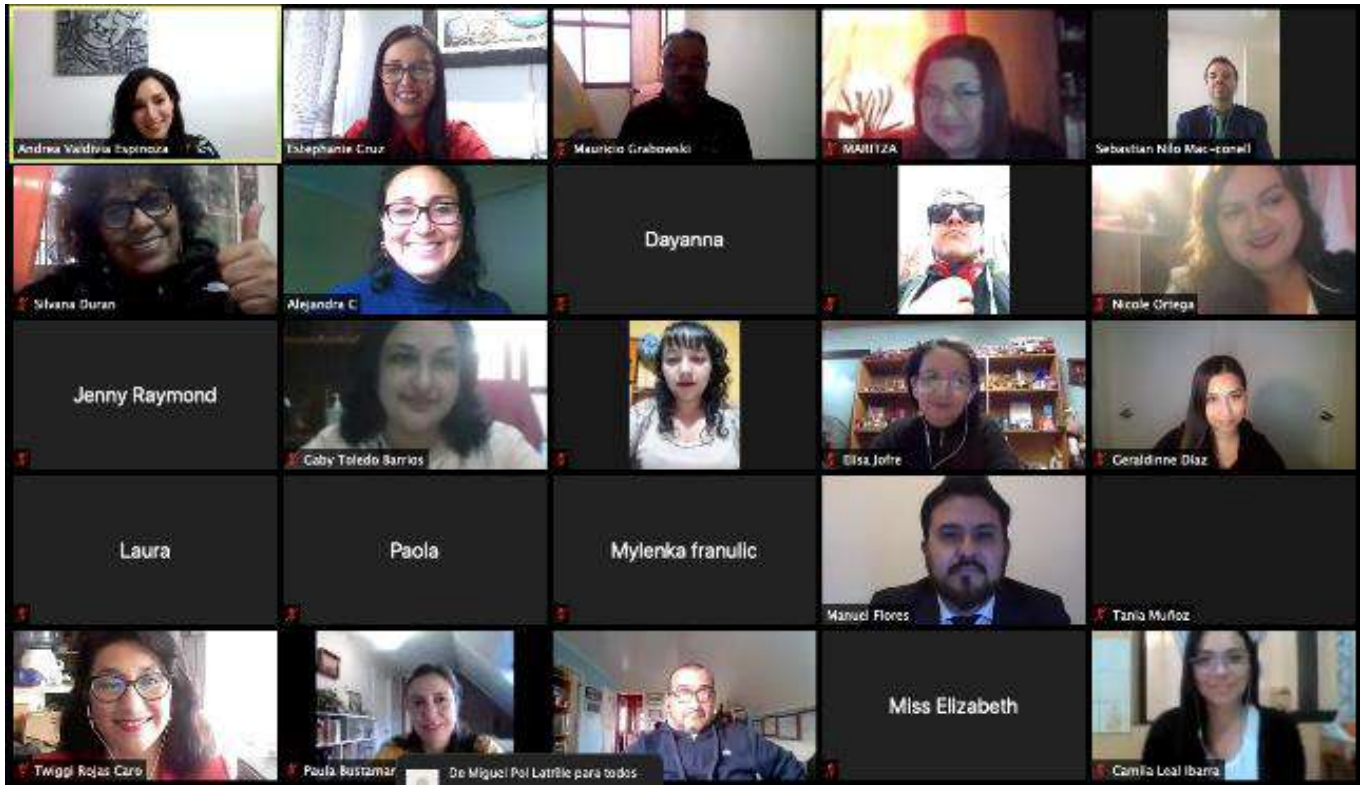 Andrea Valdivia Espinoza
Estephanie Cruz
Mauricio Grabowski
MARITZA
Sebastian Nilo Mac-conell
Silvana Duran
Alejandra C
Dayanna
Nicole Ortega
Jenny Raymond
Gaby Toledo Barrios
Elisa Jofre
Geraldinne Diaz
Laura
Paola
Mylenka franulic
Manuel Flores
Tania Muñoz
Twiggi Rojas Caro
Paula Bustamar
De Miguel Pol Latrille para todos
Miss Elizabeth
Camila Leal Ibarra